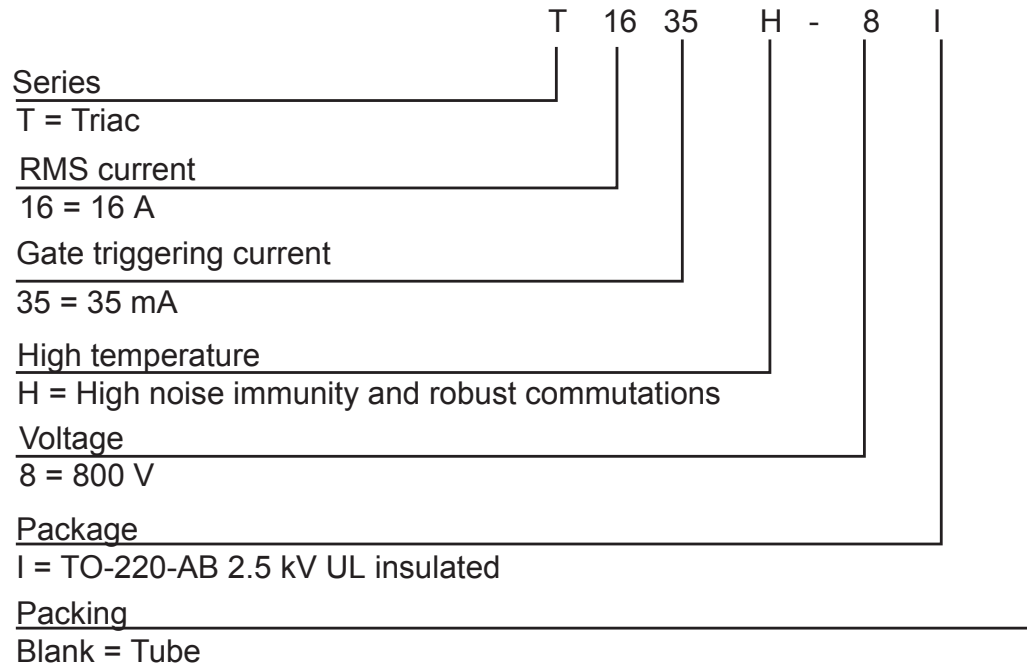 T 16 35 H - 8 I
Series
T = Triac
RMS current
16 = 16 A
Gate triggering current
35 = 35 mA
High temperature
H = High noise immunity and robust commutations
Voltage
8 = 800 V
Package
I = TO-220-AB 2.5 kV UL insulated
Packing
Blank = Tube